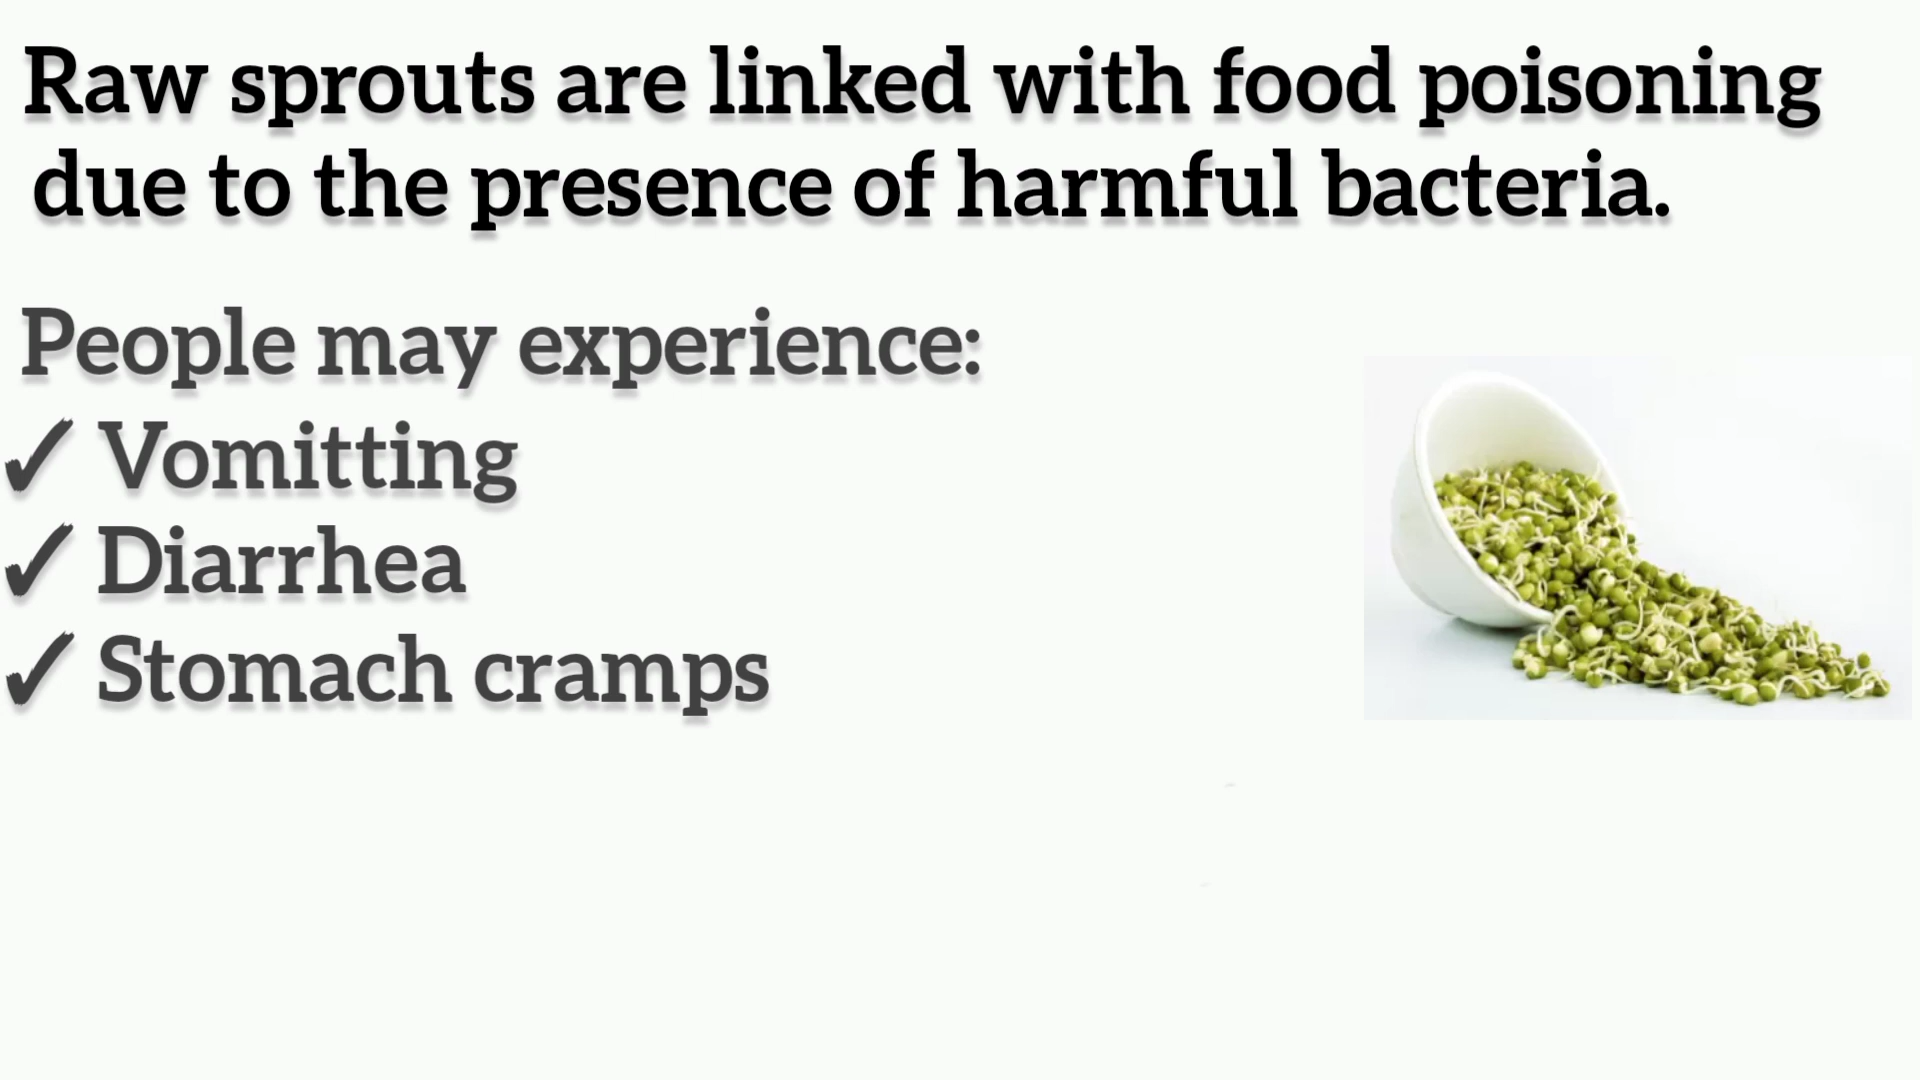 Raw sprouts are linked with food poisoning
due to the presence of harmful bacteria.
People may experience:
✓ Vomitting
✓ Diarrhea
✓ Stomach cramps